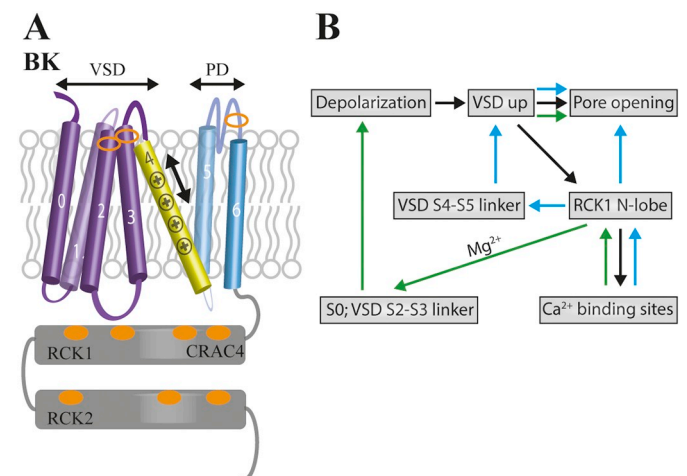 A
BK
VSD
PD
0
1
2
3
4
5
6
RCK1
CRAC4
RCK2
B
Depolarization
VSD up
Pore opening
VSD S4-S5 linker
RCK1 N-lobe
Mg²⁺
S0; VSD S2-S3 linker
Ca²⁺ binding sites